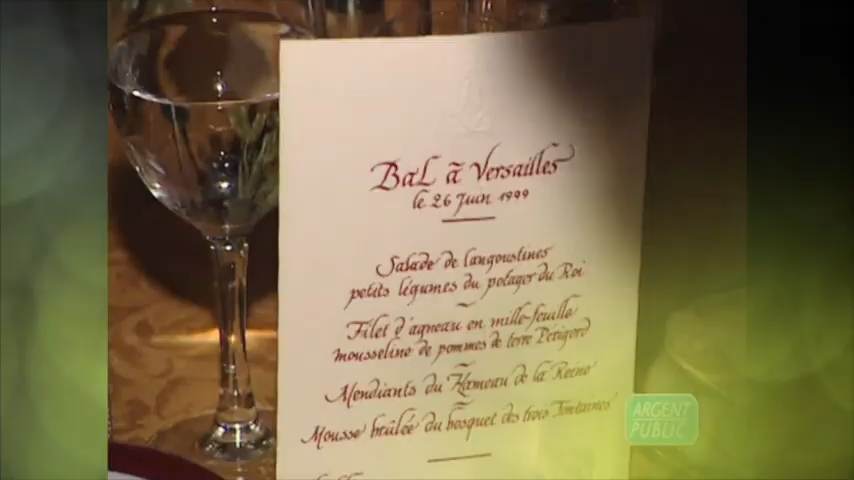 Bal à Versailles
le 26 Juin 1999
Salade de langoustines
petits légumes du potager du Roi
Filet d'agneau en mille-feuille
mousseline de pommes de terre Périgord
Mendiants du Hameau de la Reine
Mousse brûlée du bosquet des trois Fontaines
ARGENT
PUBLIC